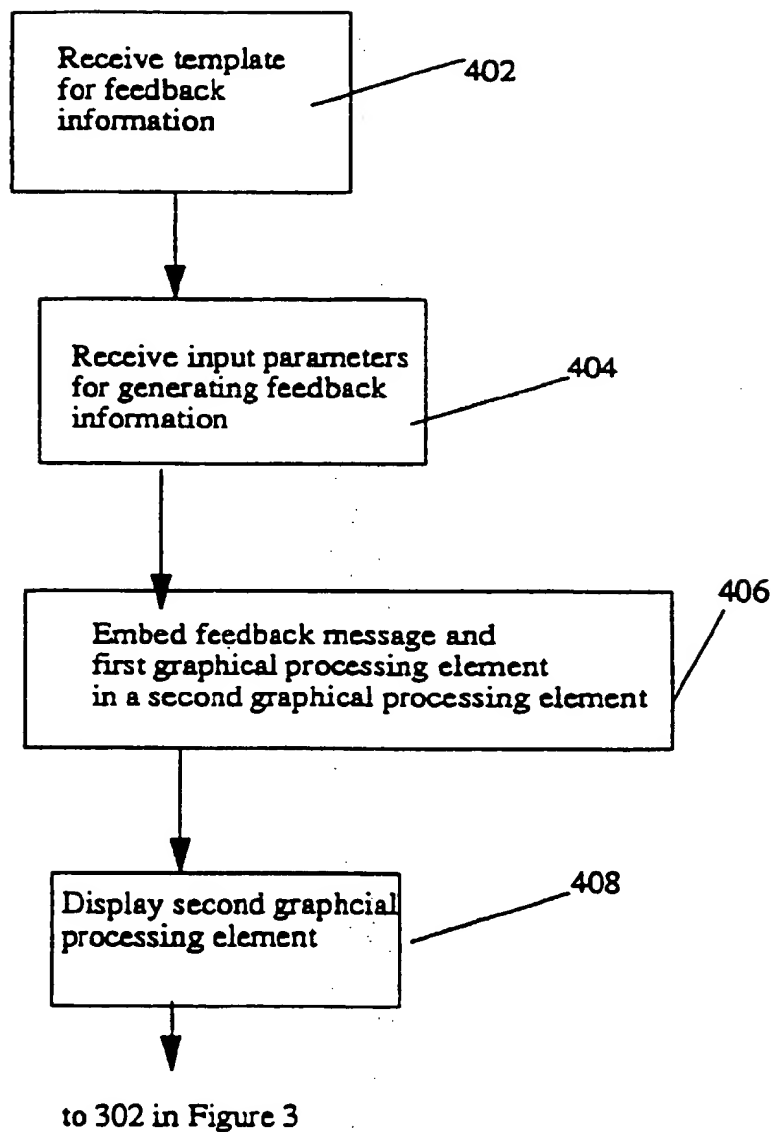 Receive template
for feedback
information
402
Receive input parameters
for generating feedback
information
404
406
Embed feedback message and
first graphical processing element
in a second graphical processing element
408
Display second graphcial
processing element
to 302 in Figure 3